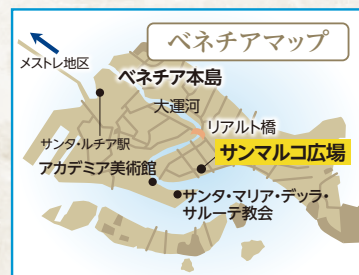 ベネチアマップ
メストレ地区
ベネチア本島
大運河
リアルト橋
サンタ・ルチア駅
サンマルコ広場
アカデミア美術館
サンタ・マリア・デッラ・
サルーテ教会